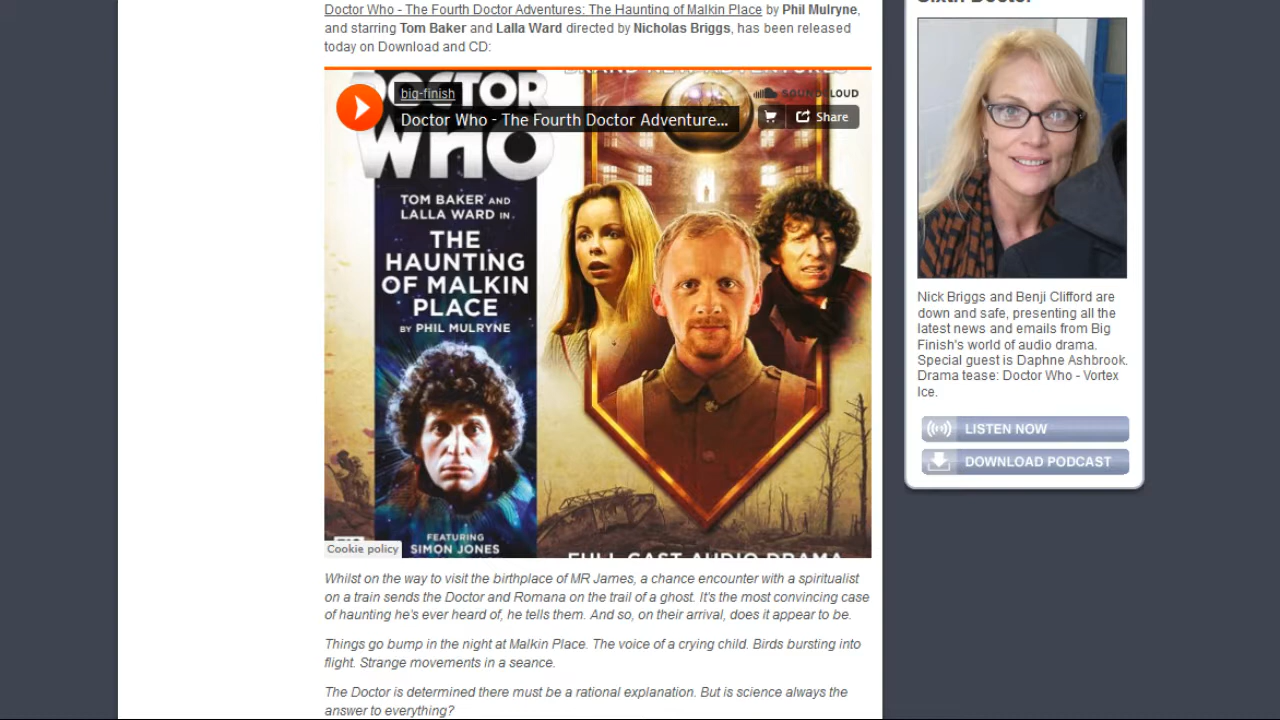 Doctor Who - The Fourth Doctor Adventures: The Haunting of Malkin Place by Phil Mulryne,
and starring Tom Baker and Lalla Ward directed by Nicholas Briggs, has been released
today on Download and CD:
BRAND NEW ADVENTURES
big-finish
SOUNDCLOUD
Doctor Who - The Fourth Doctor Adventure...
Share
DOCTOR
WHO
TOM BAKER AND
LALLA WARD IN
THE
HAUNTING
OF MALKIN
PLACE
BY PHIL MULRYNE
FEATURING
SIMON JONES
FULL-CAST AUDIO DRAMA
Cookie policy
Whilst on the way to visit the birthplace of MR James, a chance encounter with a spiritualist
on a train sends the Doctor and Romana on the trail of a ghost. It's the most convincing case
of haunting he's ever heard of, he tells them. And so, on their arrival, does it appear to be.
Things go bump in the night at Malkin Place. The voice of a crying child. Birds bursting into
flight. Strange movements in a seance.
The Doctor is determined there must be a rational explanation. But is science always the
answer to everything?
Sixth Doctor
Nick Briggs and Benji Clifford are
down and safe, presenting all the
latest news and emails from Big
Finish's world of audio drama.
Special guest is Daphne Ashbrook.
Drama tease: Doctor Who - Vortex
Ice.
LISTEN NOW
DOWNLOAD PODCAST